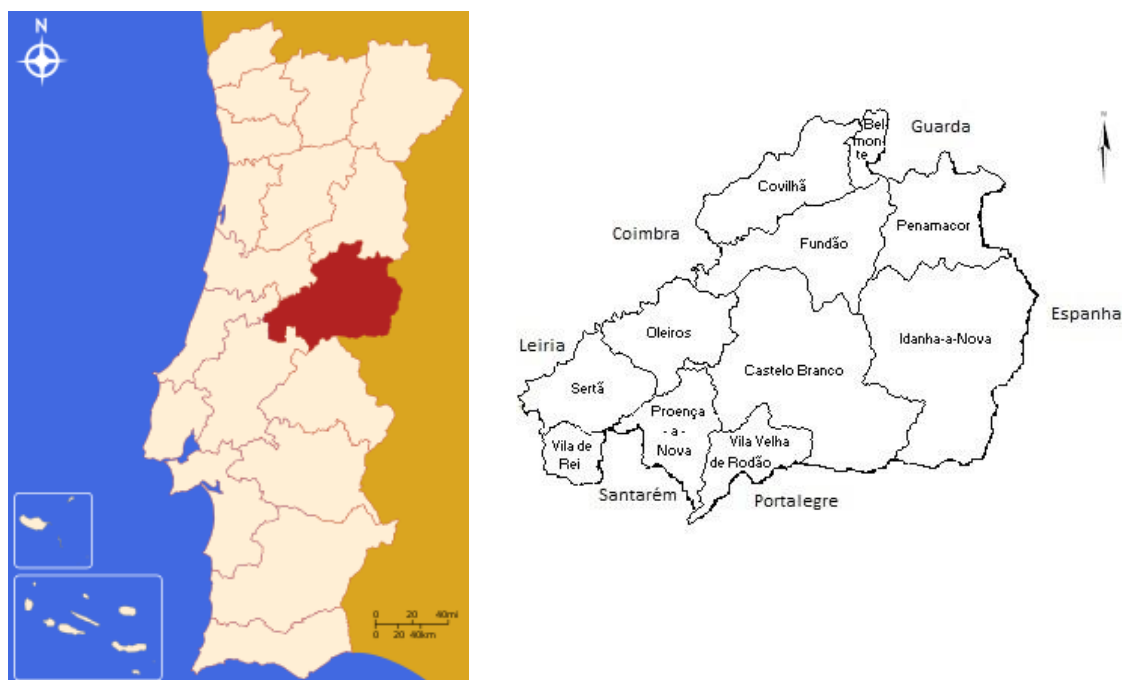 N
0 20 40mi
0 20 40km
N
Bel-
mon-
te
Guarda
Covilhã
Coimbra
Fundão
Penamacor
Espanha
Oleiros
Idanha-a-Nova
Leiria
Castelo Branco
Sertã
Proença
- a -
Nova
Vila de
Rei
Vila Velha
de Rodão
Santarém
Portalegre